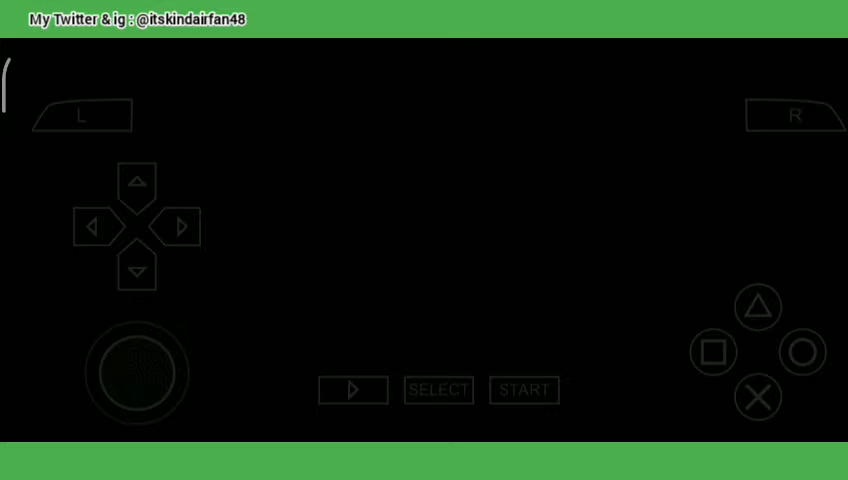 My Twitter & ig : @itskindairfan48
L
R
SELECT
START